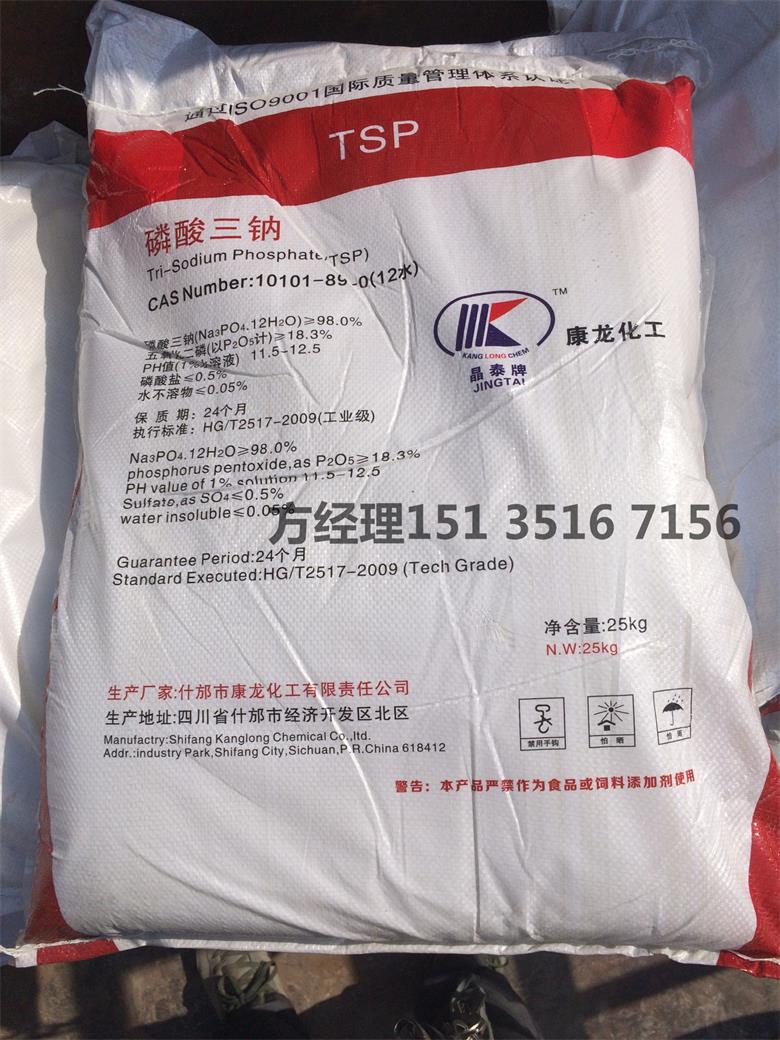 通过ISO9001国际质量管理体系认证
TSP
磷酸三钠
Tri-Sodium Phosphate(TSP)
CAS Number:10101-89-0(12水)
磷酸三钠(Na3PO4.12H2O)≥98.0%
五氧化二磷(以P2O5计)≥18.3%
PH值(1%溶液) 11.5-12.5
磷酸盐≤0.5%
水不溶物≤0.05%
保 质 期: 24个月
执行标准: HG/T2517-2009(工业级)
TM
KANG LONG CHEM
晶泰牌
JINGTAI
康龙化工
Na3PO4.12H2O≥98.0%
phosphorus pentoxide,as P2O5≥18.3%
PH value of 1% solution 11.5-12.5
Sulfate,as SO4≤0.5%
water insoluble≤0.05%
万经理151 3516 7156
Guarantee Period:24个月
Standard Executed:HG/T2517-2009 (Tech Grade)
净含量:25kg
N.W:25kg
生产厂家:什邡市康龙化工有限责任公司
生产地址:四川省什邡市经济开发区北区
Manufactry:Shifang Kanglong Chemical Co.,ltd.
Addr.:industry Park,Shifang City,Sichuan,P.R.China 618412
禁用手钩
怕晒
怕雨
警告: 本产品严禁作为食品或饲料添加剂使用